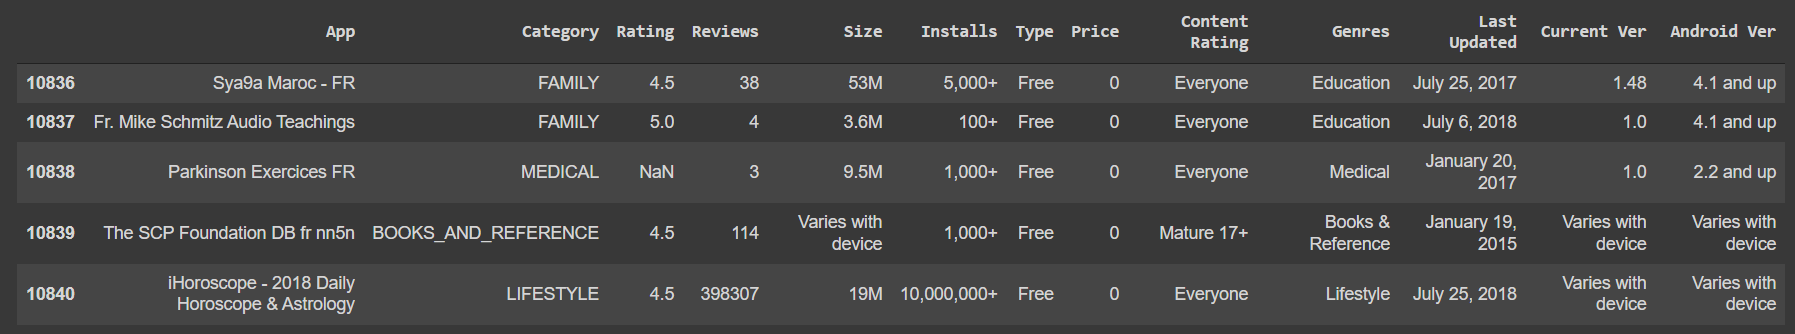 App Category Rating Reviews Size Installs Type Price Content Rating Genres Last Updated Current Ver Android Ver
10836 Sya9a Maroc - FR FAMILY 4.5 38 53M 5,000+ Free 0 Everyone Education July 25, 2017 1.48 4.1 and up
10837 Fr. Mike Schmitz Audio Teachings FAMILY 5.0 4 3.6M 100+ Free 0 Everyone Education July 6, 2018 1.0 4.1 and up
10838 Parkinson Exercices FR MEDICAL NaN 3 9.5M 1,000+ Free 0 Everyone Medical January 20, 2017 1.0 2.2 and up
10839 The SCP Foundation DB fr nn5n BOOKS_AND_REFERENCE 4.5 114 Varies with device 1,000+ Free 0 Mature 17+ Books & Reference January 19, 2015 Varies with device Varies with device
10840 iHoroscope - 2018 Daily Horoscope & Astrology LIFESTYLE 4.5 398307 19M 10,000,000+ Free 0 Everyone Lifestyle July 25, 2018 Varies with device Varies with device